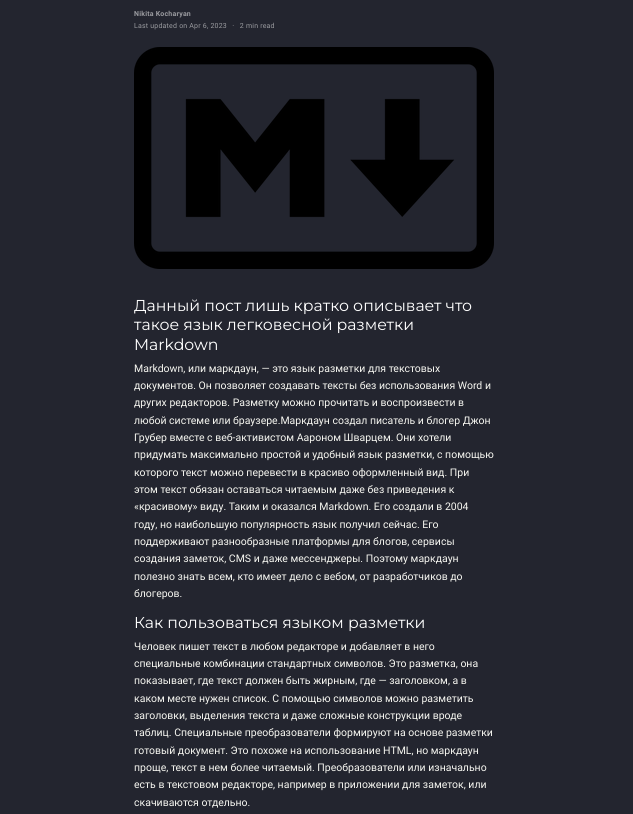 Nikita Kocharyan
Last updated on Apr 6, 2023 · 2 min read
M
Данный пост лишь кратко описывает что
такое язык легковесной разметки
Markdown
Markdown, или маркдаун, — это язык разметки для текстовых
документов. Он позволяет создавать тексты без использования Word и
других редакторов. Разметку можно прочитать и воспроизвести в
любой системе или браузере.Маркдаун создал писатель и блогер Джон
Грубер вместе с веб-активистом Аароном Шварцем. Они хотели
придумать максимально простой и удобный язык разметки, с помощью
которого текст можно перевести в красиво оформленный вид. При
этом текст обязан оставаться читаемым даже без приведения к
«красивому» виду. Таким и оказался Markdown. Его создали в 2004
году, но наибольшую популярность язык получил сейчас. Его
поддерживают разнообразные платформы для блогов, сервисы
создания заметок, CMS и даже мессенджеры. Поэтому маркдаун
полезно знать всем, кто имеет дело с вебом, от разработчиков до
блогеров.
Как пользоваться языком разметки
Человек пишет текст в любом редакторе и добавляет в него
специальные комбинации стандартных символов. Это разметка, она
показывает, где текст должен быть жирным, где — заголовком, а в
каком месте нужен список. С помощью символов можно разметить
заголовки, выделения текста и даже сложные конструкции вроде
таблиц. Специальные преобразователи формируют на основе разметки
готовый документ. Это похоже на использование HTML, но маркдаун
проще, текст в нем более читаемый. Преобразователи или изначально
есть в текстовом редакторе, например в приложении для заметок, или
скачиваются отдельно.